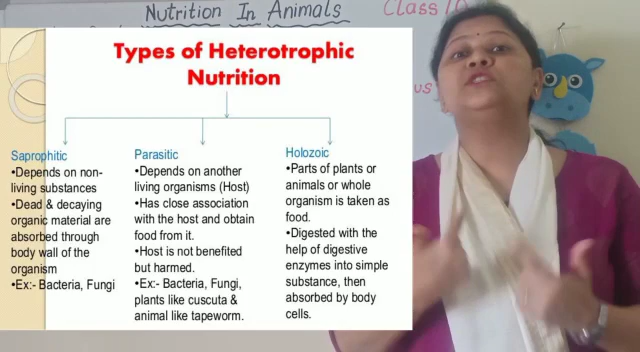 Nutrition In Animals
Class 10
us
Types of Heterotrophic
Nutrition
Saprophitic
•Depends on non-
living substances
•Dead & decaying
organic material are
absorbed through
body wall of the
organism
•Ex:- Bacteria, Fungi
Parasitic
•Depends on another
living organisms (Host)
•Has close association
with the host and obtain
food from it.
•Host is not benefited
but harmed.
•Ex:- Bacteria, Fungi,
plants like cuscuta &
animal like tapeworm.
Holozoic
•Parts of plants or
animals or whole
organism is taken as
food.
•Digested with the
help of digestive
enzymes into simple
substance, then
absorbed by body
cells.